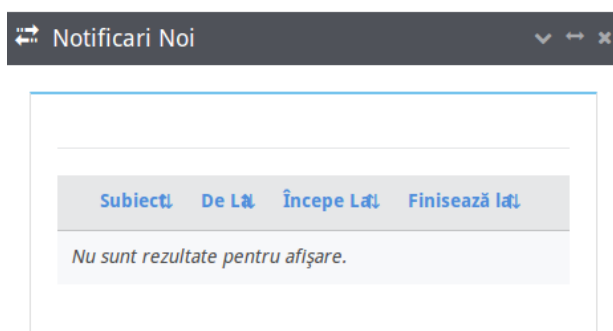 Notificari Noi
Subiect De La Începe La Finisează la
Nu sunt rezultate pentru afișare.